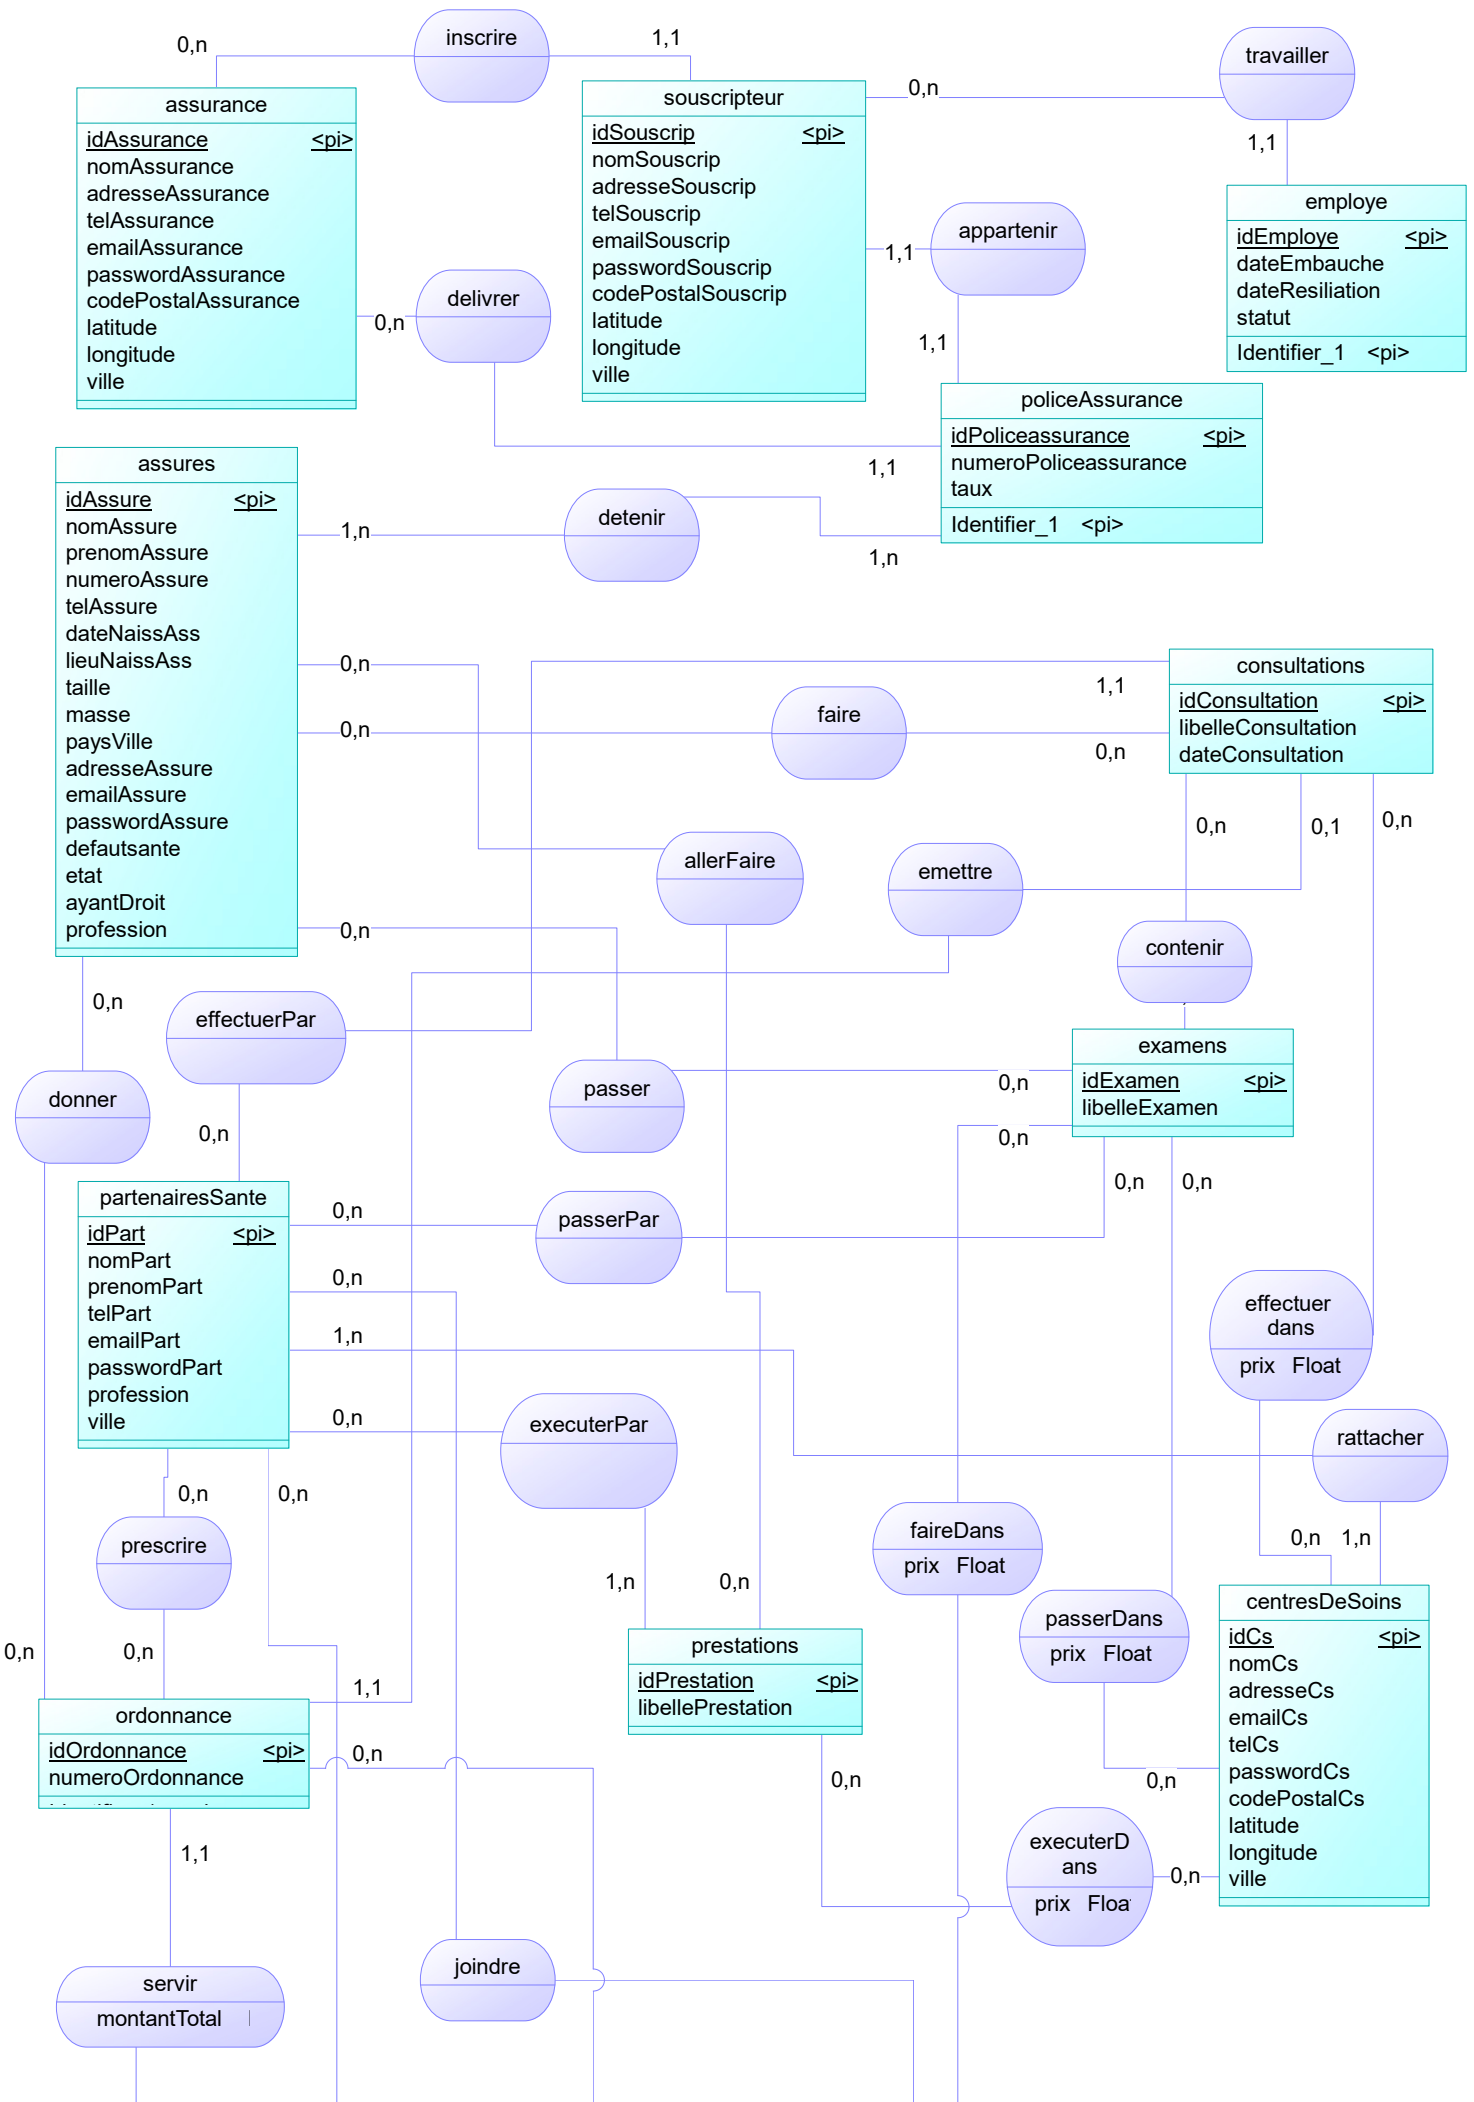 inscribe
0,n
1,1
inscrire
travailler
assurance
idAssurance <pi>
nomAssurance
adresseAssurance
telAssurance
emailAssurance
passwordAssurance
codePostalAssurance
latitude
longitude
ville
souscripteur
idSouscrip <pi>
nomSouscrip
adresseSouscrip
telSouscrip
emailSouscrip
passwordSouscrip
codePostalSouscrip
latitude
longitude
ville
0,n
1,1
employe
idEmploye <pi>
dateEmbauche
dateResiliation
statut
Identifier_1 <pi>
appartenir
1,1
1,1
delivrer
0,n
1,1
policeAssurance
idPoliceassurance <pi>
numeroPoliceassurance
taux
Identifier_1 <pi>
assures
idAssure <pi>
nomAssure
prenomAssure
numeroAssure
telAssure
dateNaissAss
lieuNaissAss
taille
masse
paysVille
adresseAssure
emailAssure
passwordAssure
defautsante
etat
ayantDroit
profession
1,n
detenir
1,n
0,n
1,1
0,n
faire
0,n
consultations
idConsultation <pi>
libelleConsultation
dateConsultation
0,n
0,1
0,n
allerFaire
emettre
0,n
contenir
0,n
effectuerPar
donner
0,n
passer
0,n
0,n
examens
idExamen <pi>
libelleExamen
0,n
0,n
partenairesSante
idPart <pi>
nomPart
prenomPart
telPart
emailPart
passwordPart
profession
ville
0,n
passerPar
0,n
1,n
0,n
executerPar
effectuer
dans
prix Float
rattacher
0,n
0,n
prescrire
faireDans
prix Float
0,n
1,n
1,n
0,n
passerDans
prix Float
0,n
0,n
1,1
prestations
idPrestation <pi>
libellePrestation
centresDeSoins
idCs <pi>
nomCs
adresseCs
emailCs
telCs
passwordCs
codePostalCs
latitude
longitude
ville
ordonnance
idOrdonnance <pi>
numeroOrdonnance
0,n
0,n
0,n
1,1
executerD
ans
prix Floa
0,n
joindre
servir
montantTotal